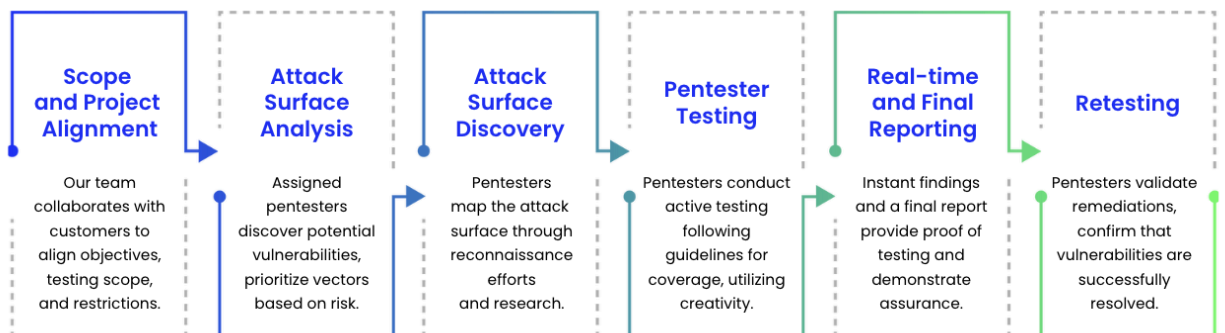 Scope
and Project
Alignment
Our team
collaborates with
customers to
align objectives,
testing scope,
and restrictions.
Attack
Surface
Analysis
Assigned
pentesters
discover potential
vulnerabilities,
prioritize vectors
based on risk.
Attack
Surface
Discovery
Pentesters
map the attack
surface through
reconnaissance
efforts
and research.
Pentester
Testing
Pentesters conduct
active testing
following
guidelines for
coverage, utilizing
creativity.
Real-time
and Final
Reporting
Instant findings
and a final report
provide proof of
testing and
demonstrate
assurance.
Retesting
Pentesters validate
remediations,
confirm that
vulnerabilities are
successfully
resolved.